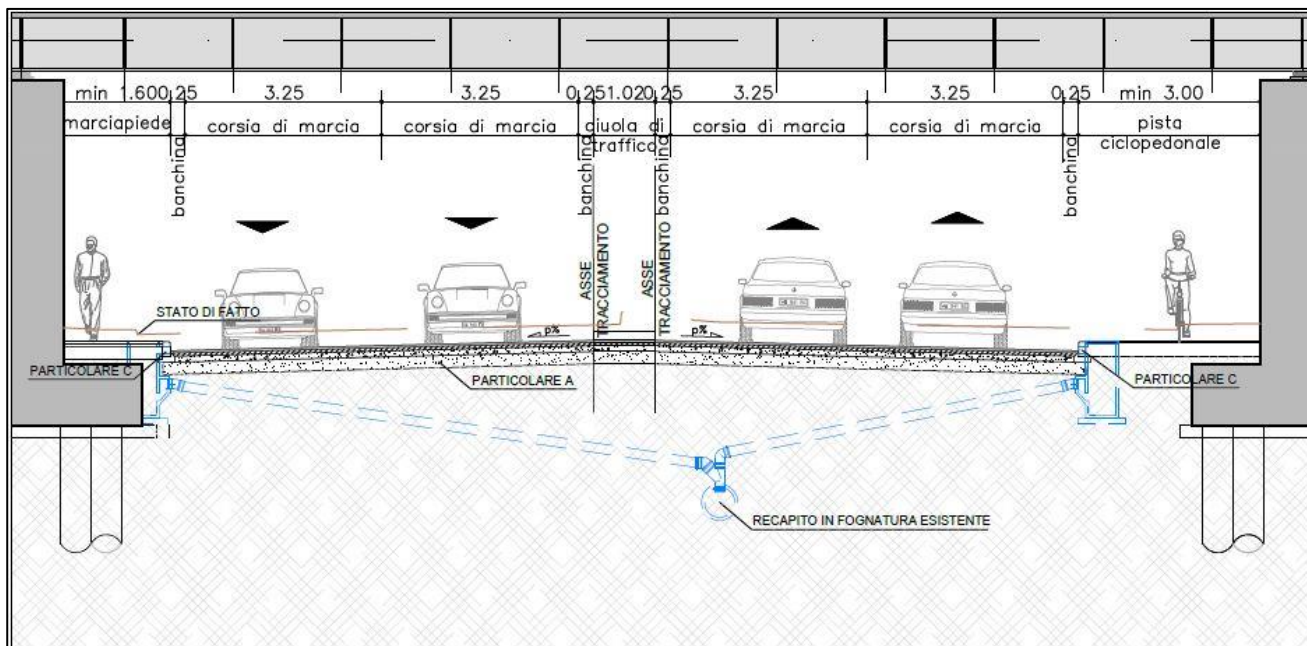 min 1.60
0.25
3.25
3.25
0.25
1.02
0.25
3.25
3.25
0.25
min 3.00
marciapiede
banchina
corsia di marcia
corsia di marcia
banchina
aiuola di
traffico
banchina
corsia di marcia
corsia di marcia
banchina
pista
ciclopedonale
ASSE
TRACCIAMENTO
ASSE
TRACCIAMENTO
STATO DI FATTO
p%
p%
PARTICOLARE C
PARTICOLARE A
PARTICOLARE C
RECAPITO IN FOGNATURA ESISTENTE